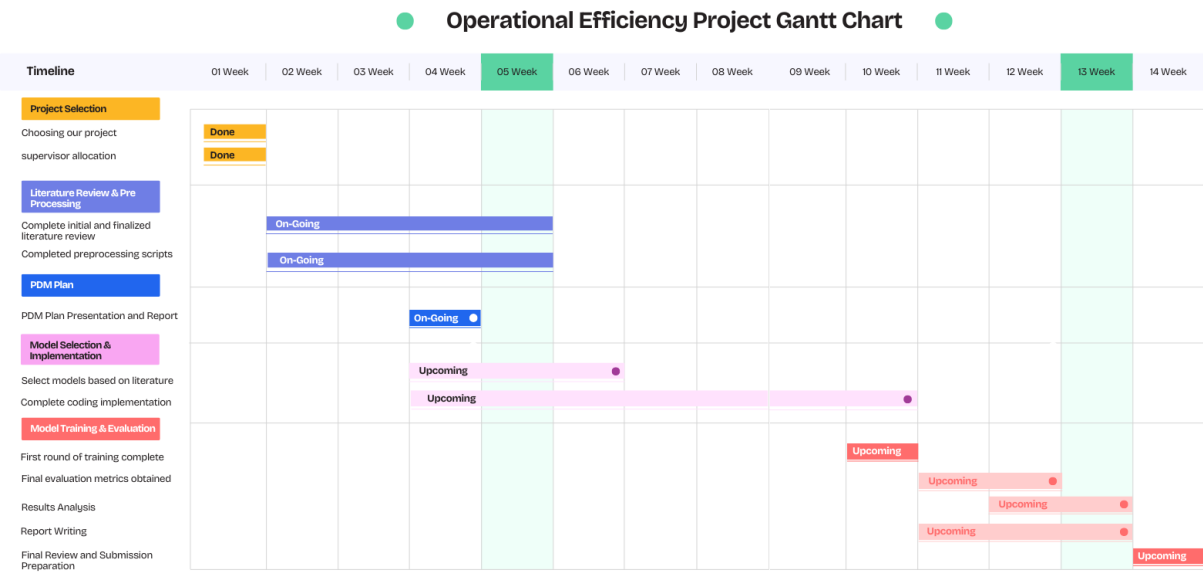 Operational Efficiency Project Gantt Chart
Timeline 01 Week 02 Week 03 Week 04 Week 05 Week 06 Week 07 Week 08 Week 09 Week 10 Week 11 Week 12 Week 13 Week 14 Week
Project Selection
Choosing our project Done
supervisor allocation Done
Literature Review & Pre
Processing
Complete initial and finalized
literature review
On-Going
Completed preprocessing scripts On-Going
PDM Plan
PDM Plan Presentation and Report On-Going
Model Selection &
Implementation
Select models based on literature Upcoming
Complete coding implementation Upcoming
Model Training & Evaluation
First round of training complete Upcoming
Final evaluation metrics obtained Upcoming
Results Analysis Upcoming
Report Writing Upcoming
Final Review and Submission
Preparation
Upcoming